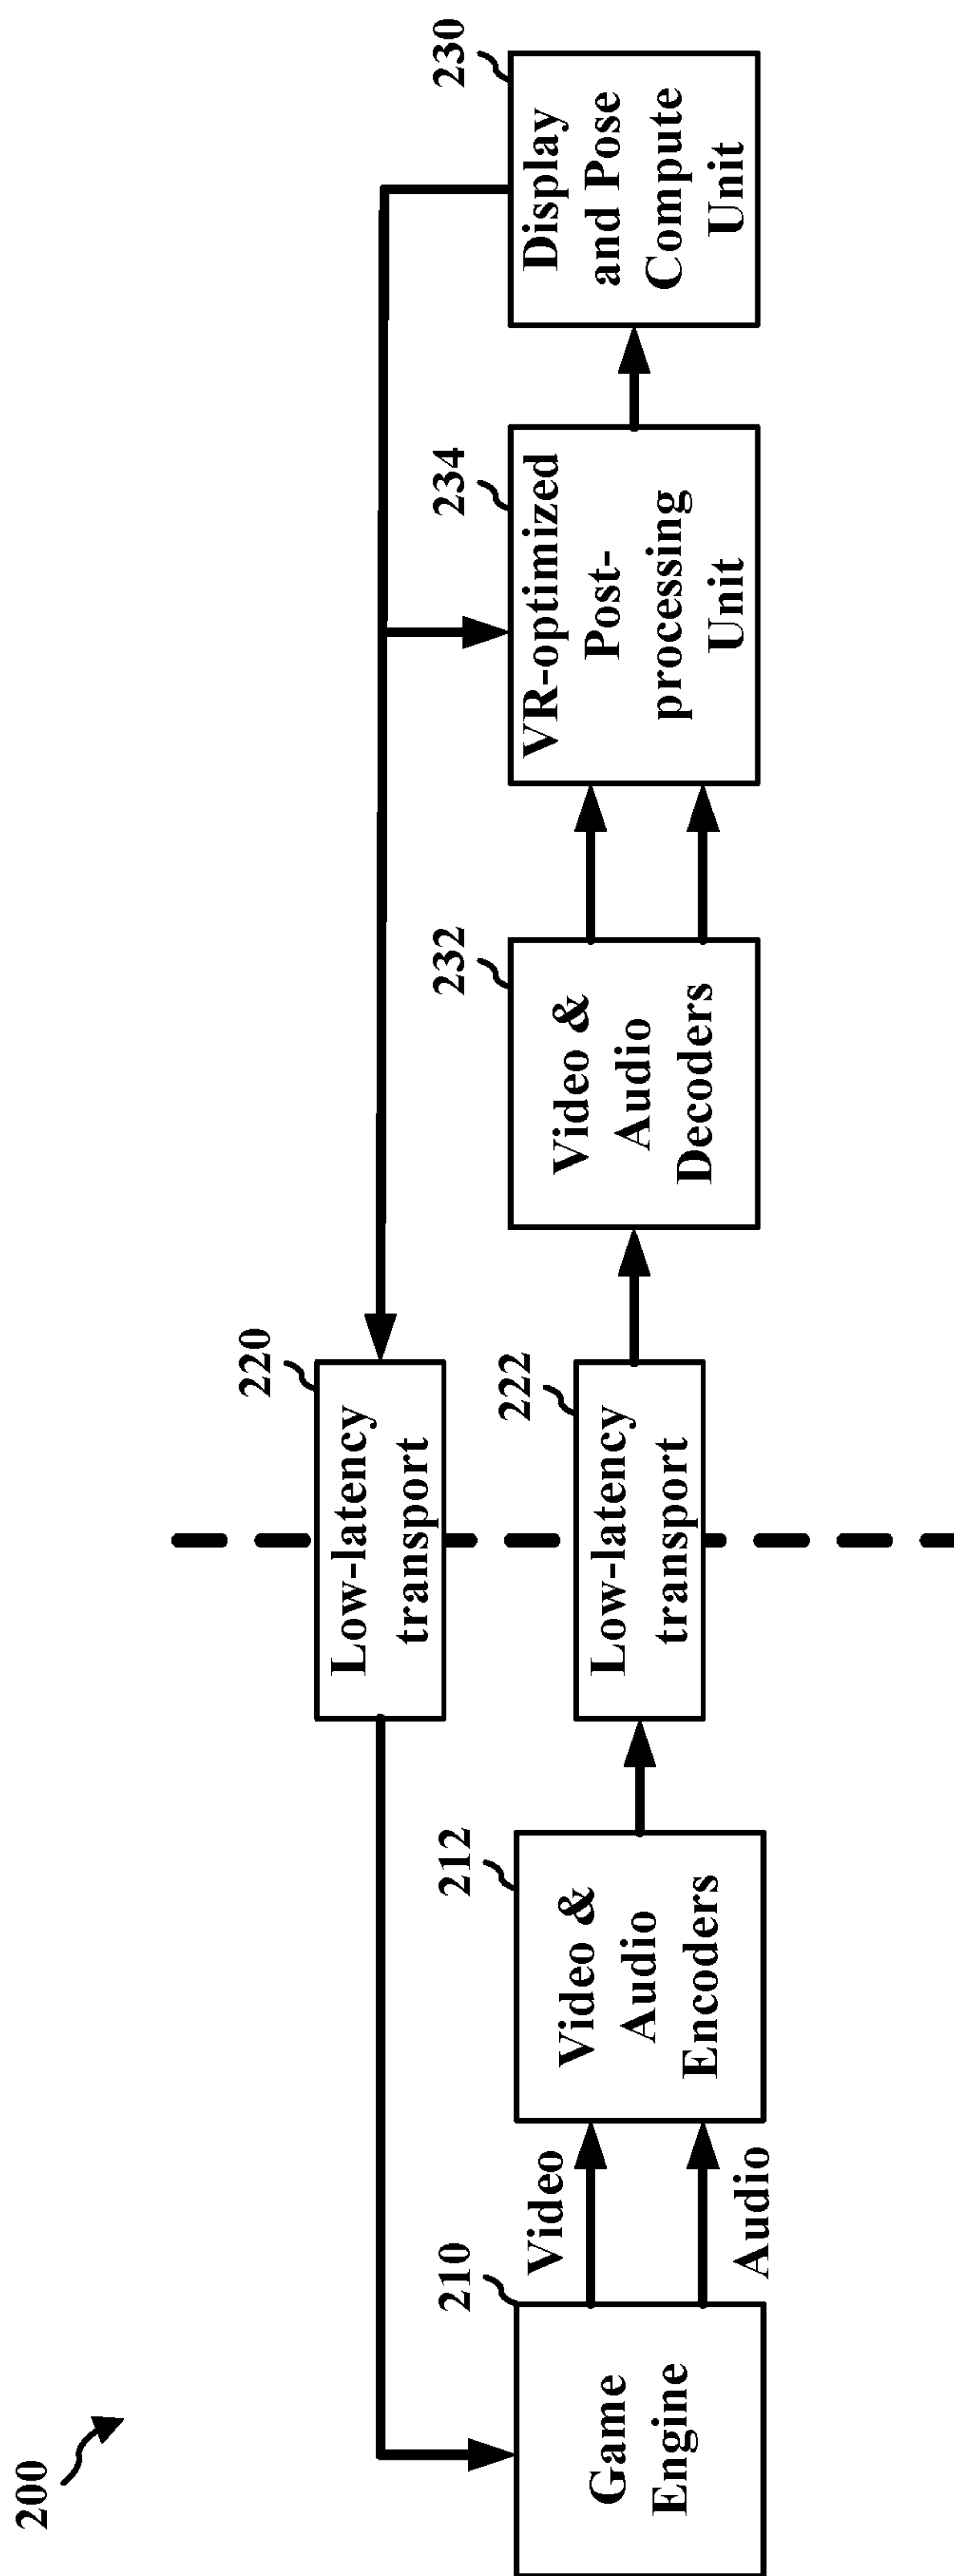 200
210
Game
Engine
Video
Audio
212
Video &
Audio
Encoders
220
Low-latency
transport
222
Low-latency
transport
232
Video &
Audio
Decoders
234
VR-optimized
Post-
processing
Unit
230
Display
and Pose
Compute
Unit